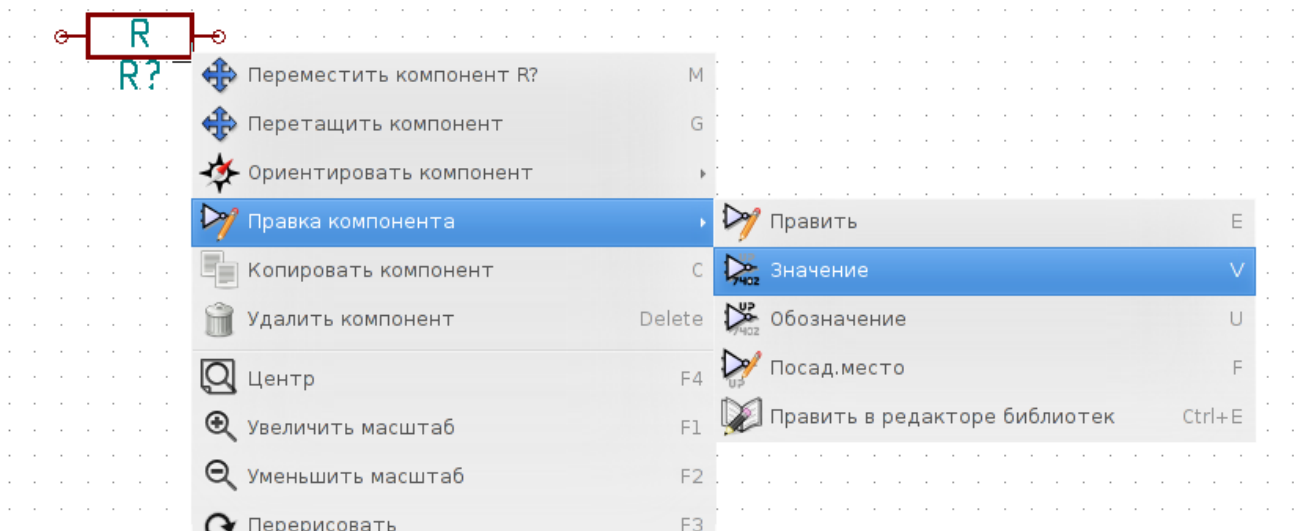 R
R?
Переместить компонент R? M
Перетащить компонент G
Ориентировать компонент
Правка компонента
Копировать компонент C
Удалить компонент Delete
Центр F4
Увеличить масштаб F1
Уменьшить масштаб F2
Перерисовать F3
Править E
Значение V
Обозначение U
Посад.место F
Править в редакторе библиотек Ctrl+E